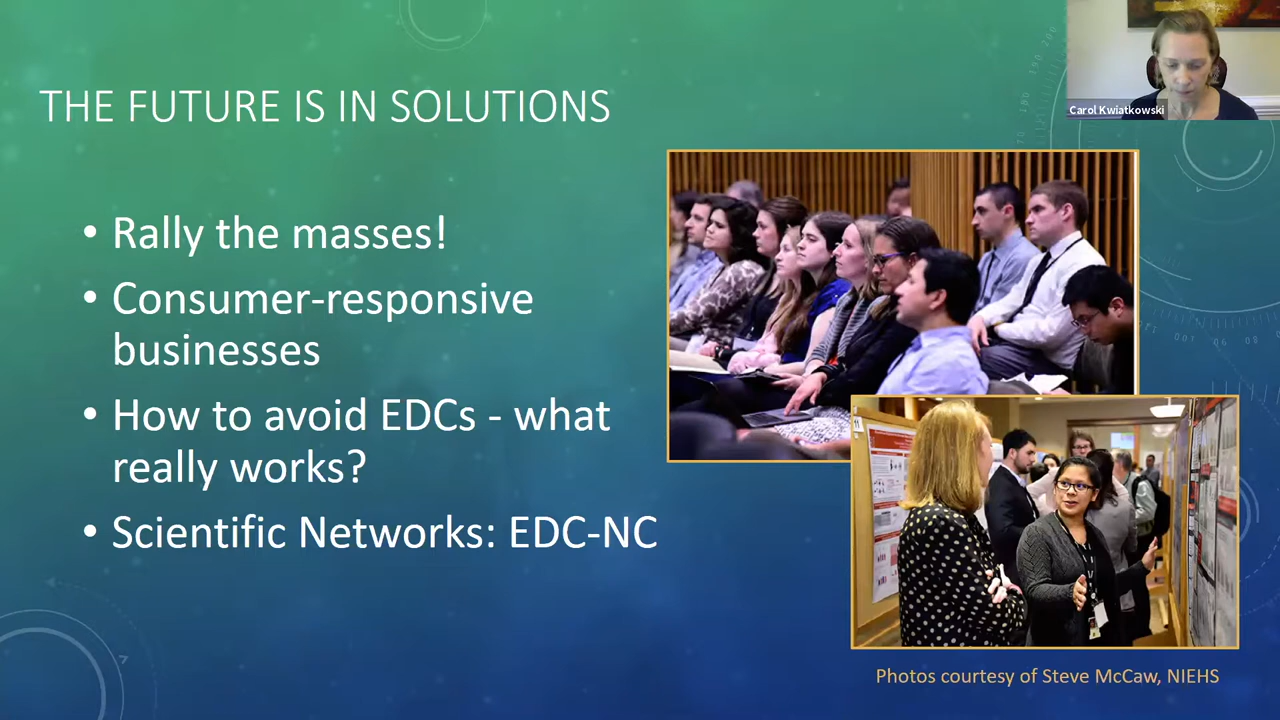 THE FUTURE IS IN SOLUTIONS
Carol Kwiatkowski
• Rally the masses!
• Consumer-responsive
businesses
• How to avoid EDCs - what
really works?
• Scientific Networks: EDC-NC
Photos courtesy of Steve McCaw, NIEHS